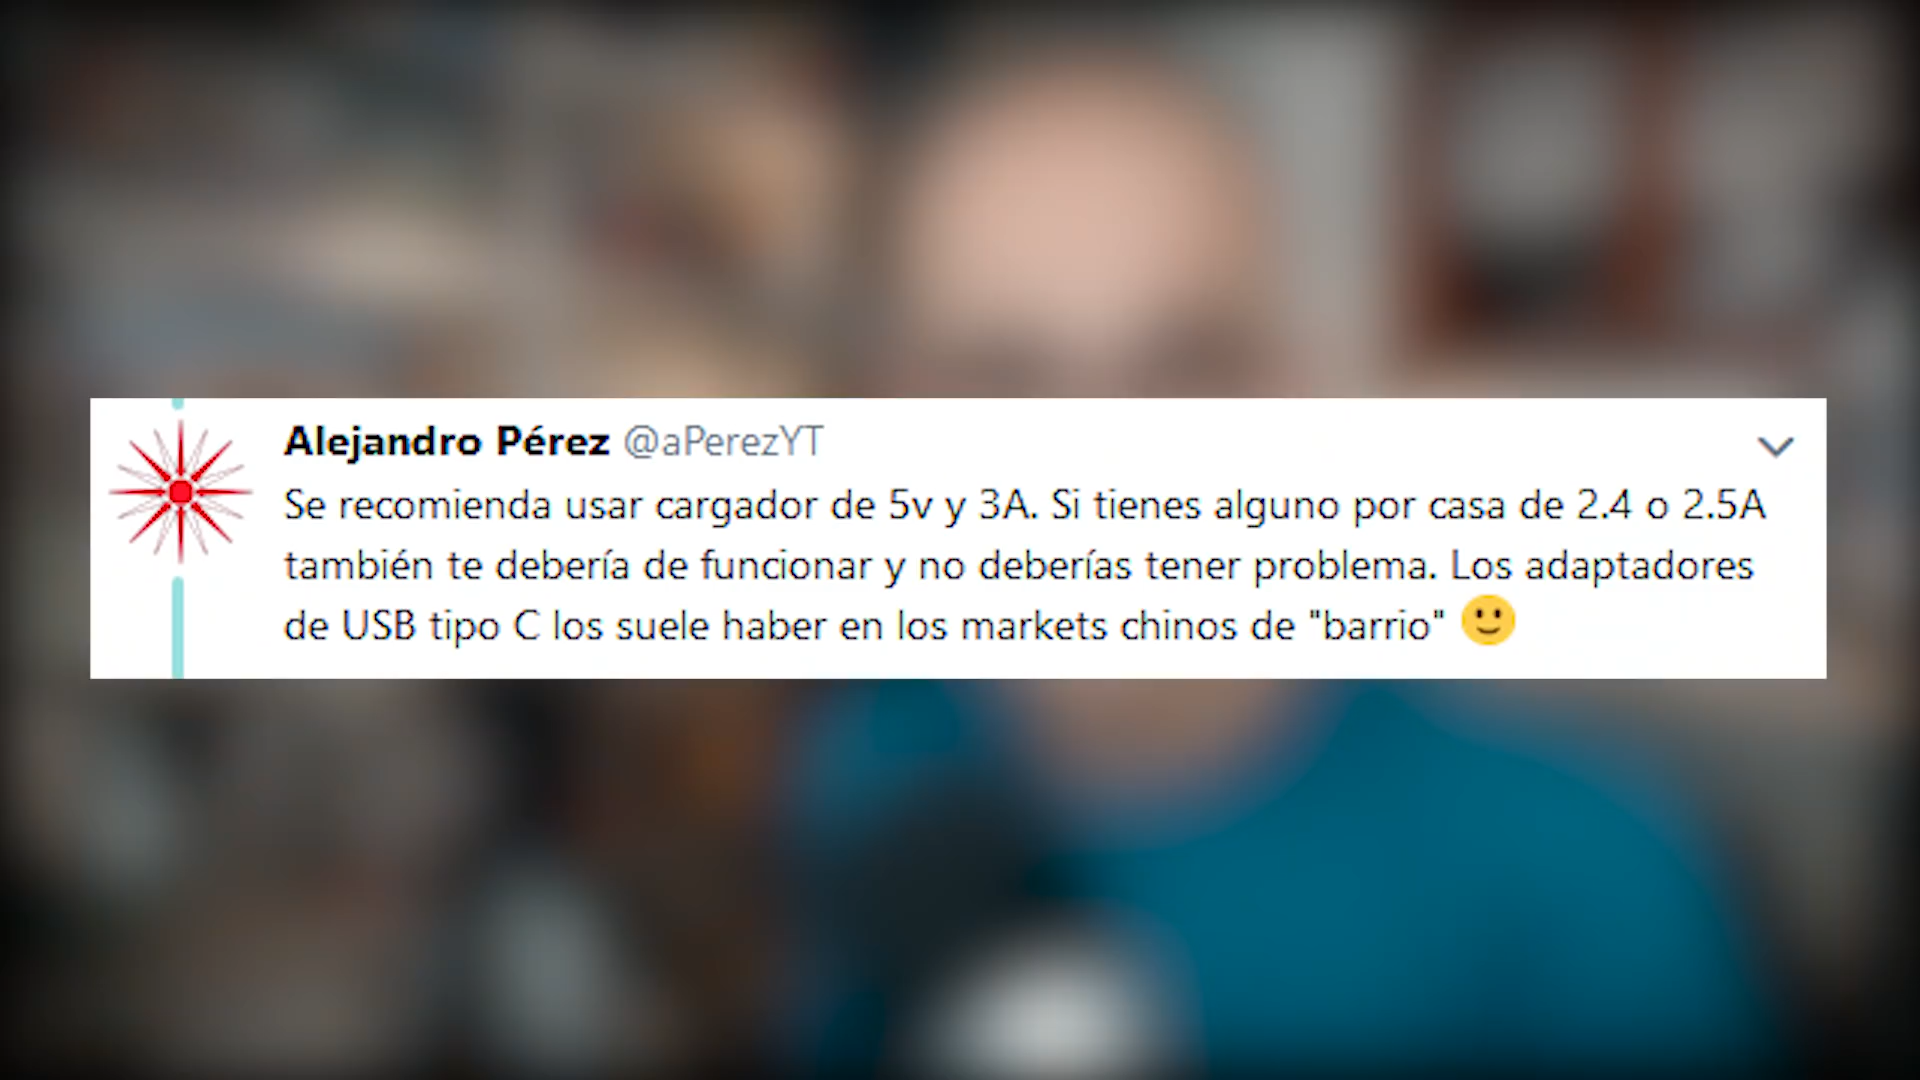 Alejandro Pérez @aPerezYT
Se recomienda usar cargador de 5v y 3A. Si tienes alguno por casa de 2.4 o 2.5A
también te debería de funcionar y no deberías tener problema. Los adaptadores
de USB tipo C los suele haber en los markets chinos de "barrio" 🙂